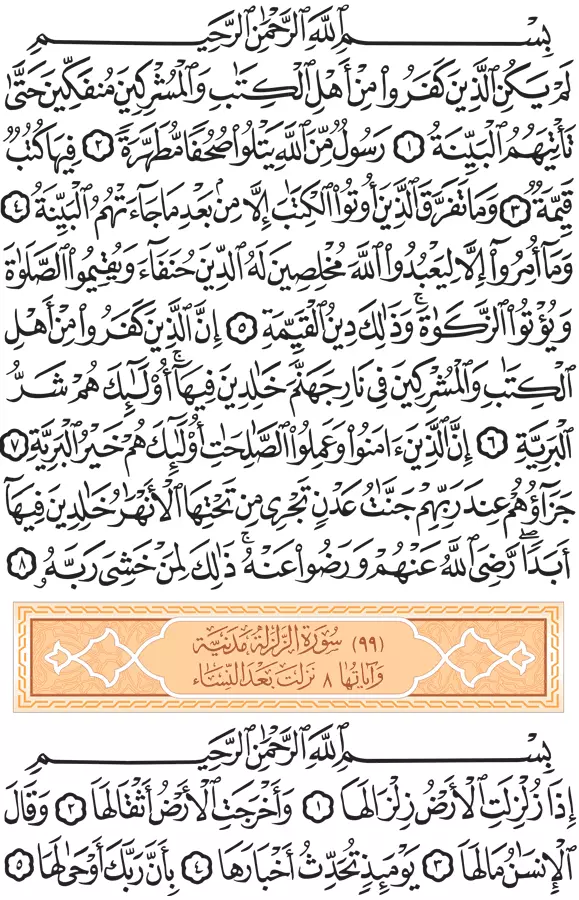 بِسْمِ ٱللَّهِ ٱلرَّحْمَٰنِ ٱلرَّحِيمِ
لَمْ يَكُنِ ٱلَّذِينَ كَفَرُوا۟ مِنْ أَهْلِ ٱلْكِتَٰبِ وَٱلْمُشْرِكِينَ مُنفَكِّينَ حَتَّىٰ
تَأْتِيَهُمُ ٱلْبَيِّنَةُ ١ رَسُولٌ مِّنَ ٱللَّهِ يَتْلُوا۟ صُحُفًا مُّطَهَّرَةً ٢ فِيهَا كُتُبٌ
قَيِّمَةٌ ٣ وَمَا تَفَرَّقَ ٱلَّذِينَ أُوتُوا۟ ٱلْكِتَٰبَ إِلَّا مِنۢ بَعْدِ مَا جَآءَتْهُمُ ٱلْبَيِّنَةُ ٤
وَمَآ أُمِرُوٓا۟ إِلَّا لِيَعْبُدُوا۟ ٱللَّهَ مُخْلِصِينَ لَهُ ٱلدِّينَ حُنَفَآءَ وَيُقِيمُوا۟ ٱلصَّلَوٰةَ
وَيُؤْتُوا۟ ٱلزَّكَوٰةَۚ وَذَٰلِكَ دِينُ ٱلْقَيِّمَةِ ٥ إِنَّ ٱلَّذِينَ كَفَرُوا۟ مِنْ أَهْلِ
ٱلْكِتَٰبِ وَٱلْمُشْرِكِينَ فِى نَارِ جَهَنَّمَ خَٰلِدِينَ فِيهَآۚ أُو۟لَٰٓئِكَ هُمْ شَرُّ
ٱلْبَرِيَّةِ ٦ إِنَّ ٱلَّذِينَ ءَامَنُوا۟ وَعَمِلُوا۟ ٱلصَّٰلِحَٰتِ أُو۟لَٰٓئِكَ هُمْ خَيْرُ ٱلْبَرِيَّةِ ٧
جَزَآؤُهُمْ عِندَ رَبِّهِمْ جَنَّٰتُ عَدْنٍ تَجْرِى مِن تَحْتِهَا ٱلْأَنْهَٰرُ خَٰلِدِينَ فِيهَآ
أَبَدًاۖ رَّضِىَ ٱللَّهُ عَنْهُمْ وَرَضُوا۟ عَنْهُۚ ذَٰلِكَ لِمَنْ خَشِىَ رَبَّهُۥ ٨
(٩٩) سُورَةُ ٱلزَّلْزَلَةِ مَدَنِيَّة
وَآيَاتُهَا ٨ نَزَلَتْ بَعْدَ ٱلنِّسَاء
بِسْمِ ٱللَّهِ ٱلرَّحْمَٰنِ ٱلرَّحِيمِ
إِذَا زُلْزِلَتِ ٱلْأَرْضُ زِلْزَالَهَا ١ وَأَخْرَجَتِ ٱلْأَرْضُ أَثْقَالَهَا ٢ وَقَالَ
ٱلْإِنسَٰنُ مَا لَهَا ٣ يَوْمَئِذٍ تُحَدِّثُ أَخْبَارَهَا ٤ بِأَنَّ رَبَّكَ أَوْحَىٰ لَهَا ٥